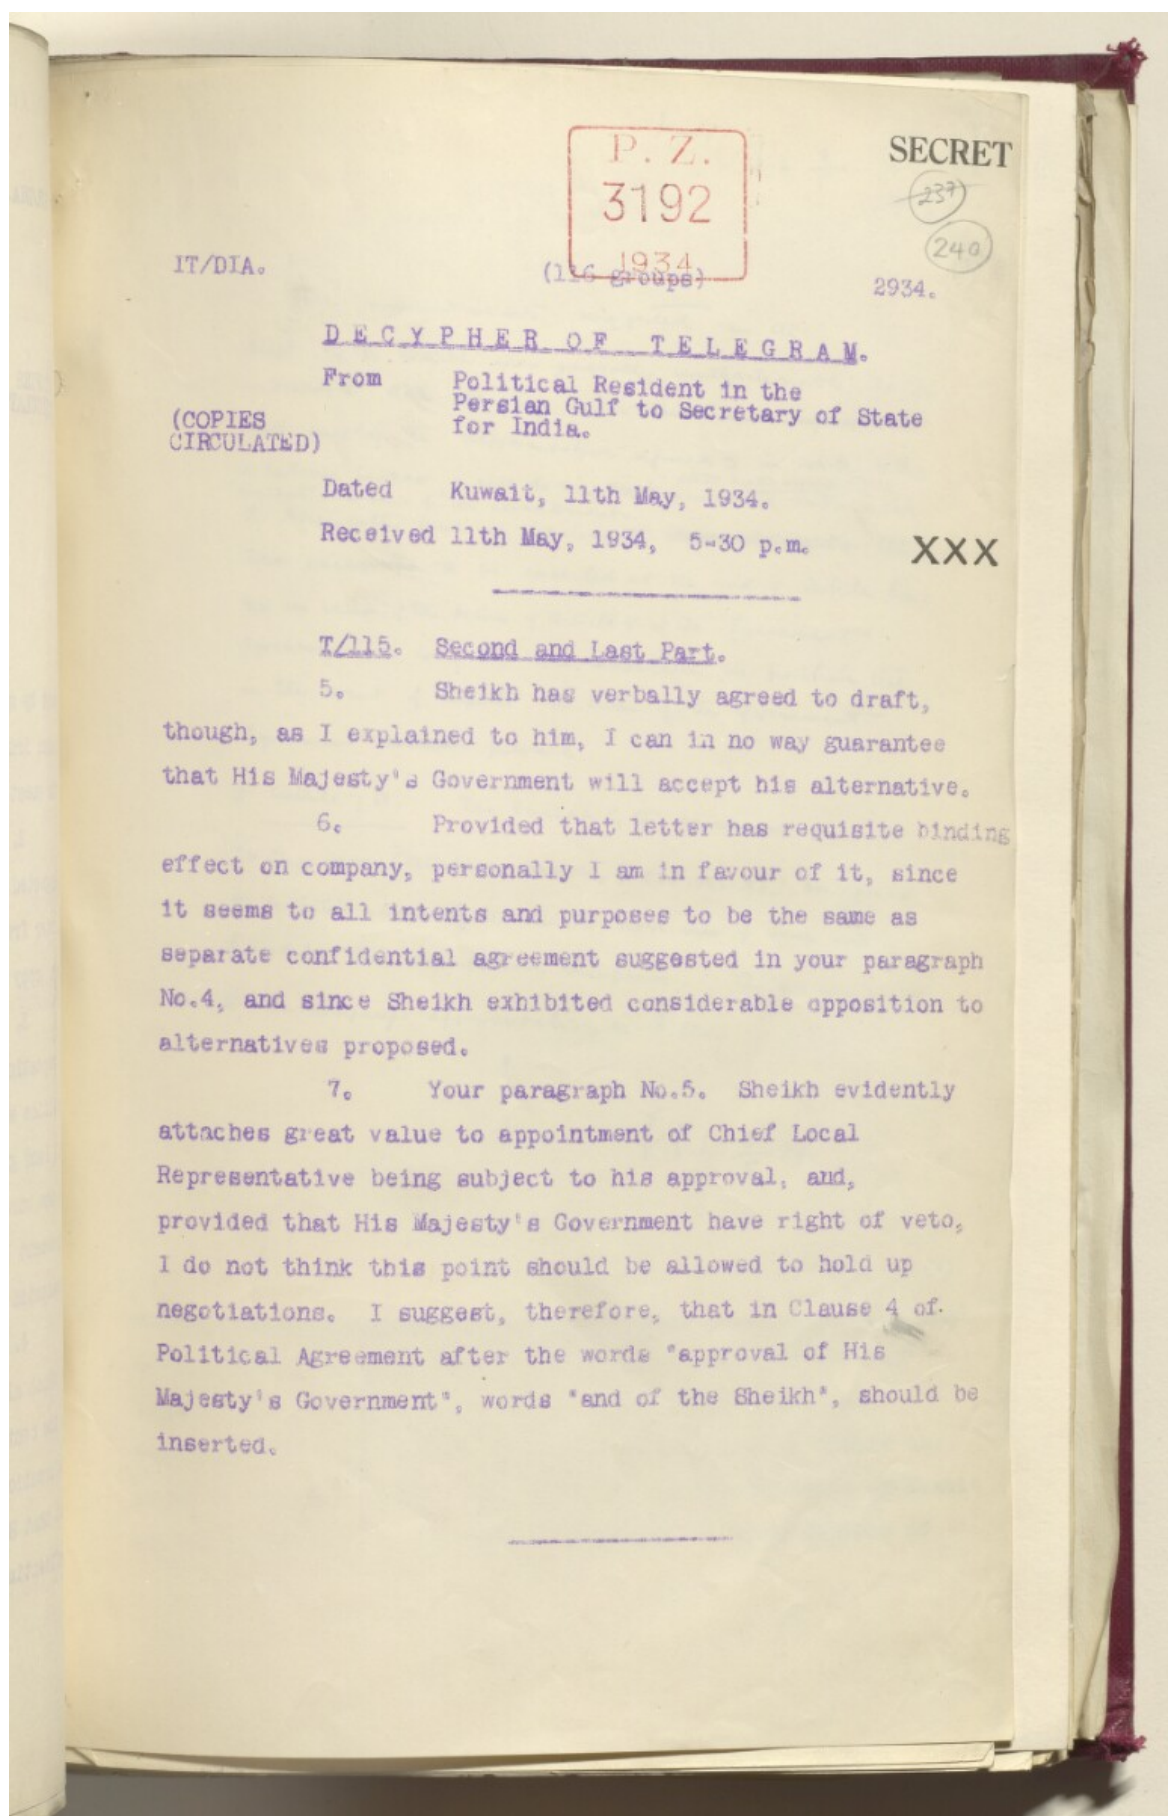 SECRET
P. Z.
3192
1934
237
240
IT/DIA.
(116 groups)
2934.
DECYPHER OF TELEGRAM.
From Political Resident in the
Persian Gulf to Secretary of State
for India.
(COPIES
CIRCULATED)
Dated Kuwait, 11th May, 1934.
Received 11th May, 1934, 5-30 p.m.
XXX
T/115. Second and Last Part.
5. Sheikh has verbally agreed to draft,
though, as I explained to him, I can in no way guarantee
that His Majesty's Government will accept his alternative.
6. Provided that letter has requisite binding
effect on company, personally I am in favour of it, since
it seems to all intents and purposes to be the same as
separate confidential agreement suggested in your paragraph
No.4, and since Sheikh exhibited considerable opposition to
alternatives proposed.
7. Your paragraph No.5. Sheikh evidently
attaches great value to appointment of Chief Local
Representative being subject to his approval, and,
provided that His Majesty's Government have right of veto,
I do not think this point should be allowed to hold up
negotiations. I suggest, therefore, that in Clause 4 of
Political Agreement after the words "approval of His
Majesty's Government", words "and of the Sheikh", should be
inserted.